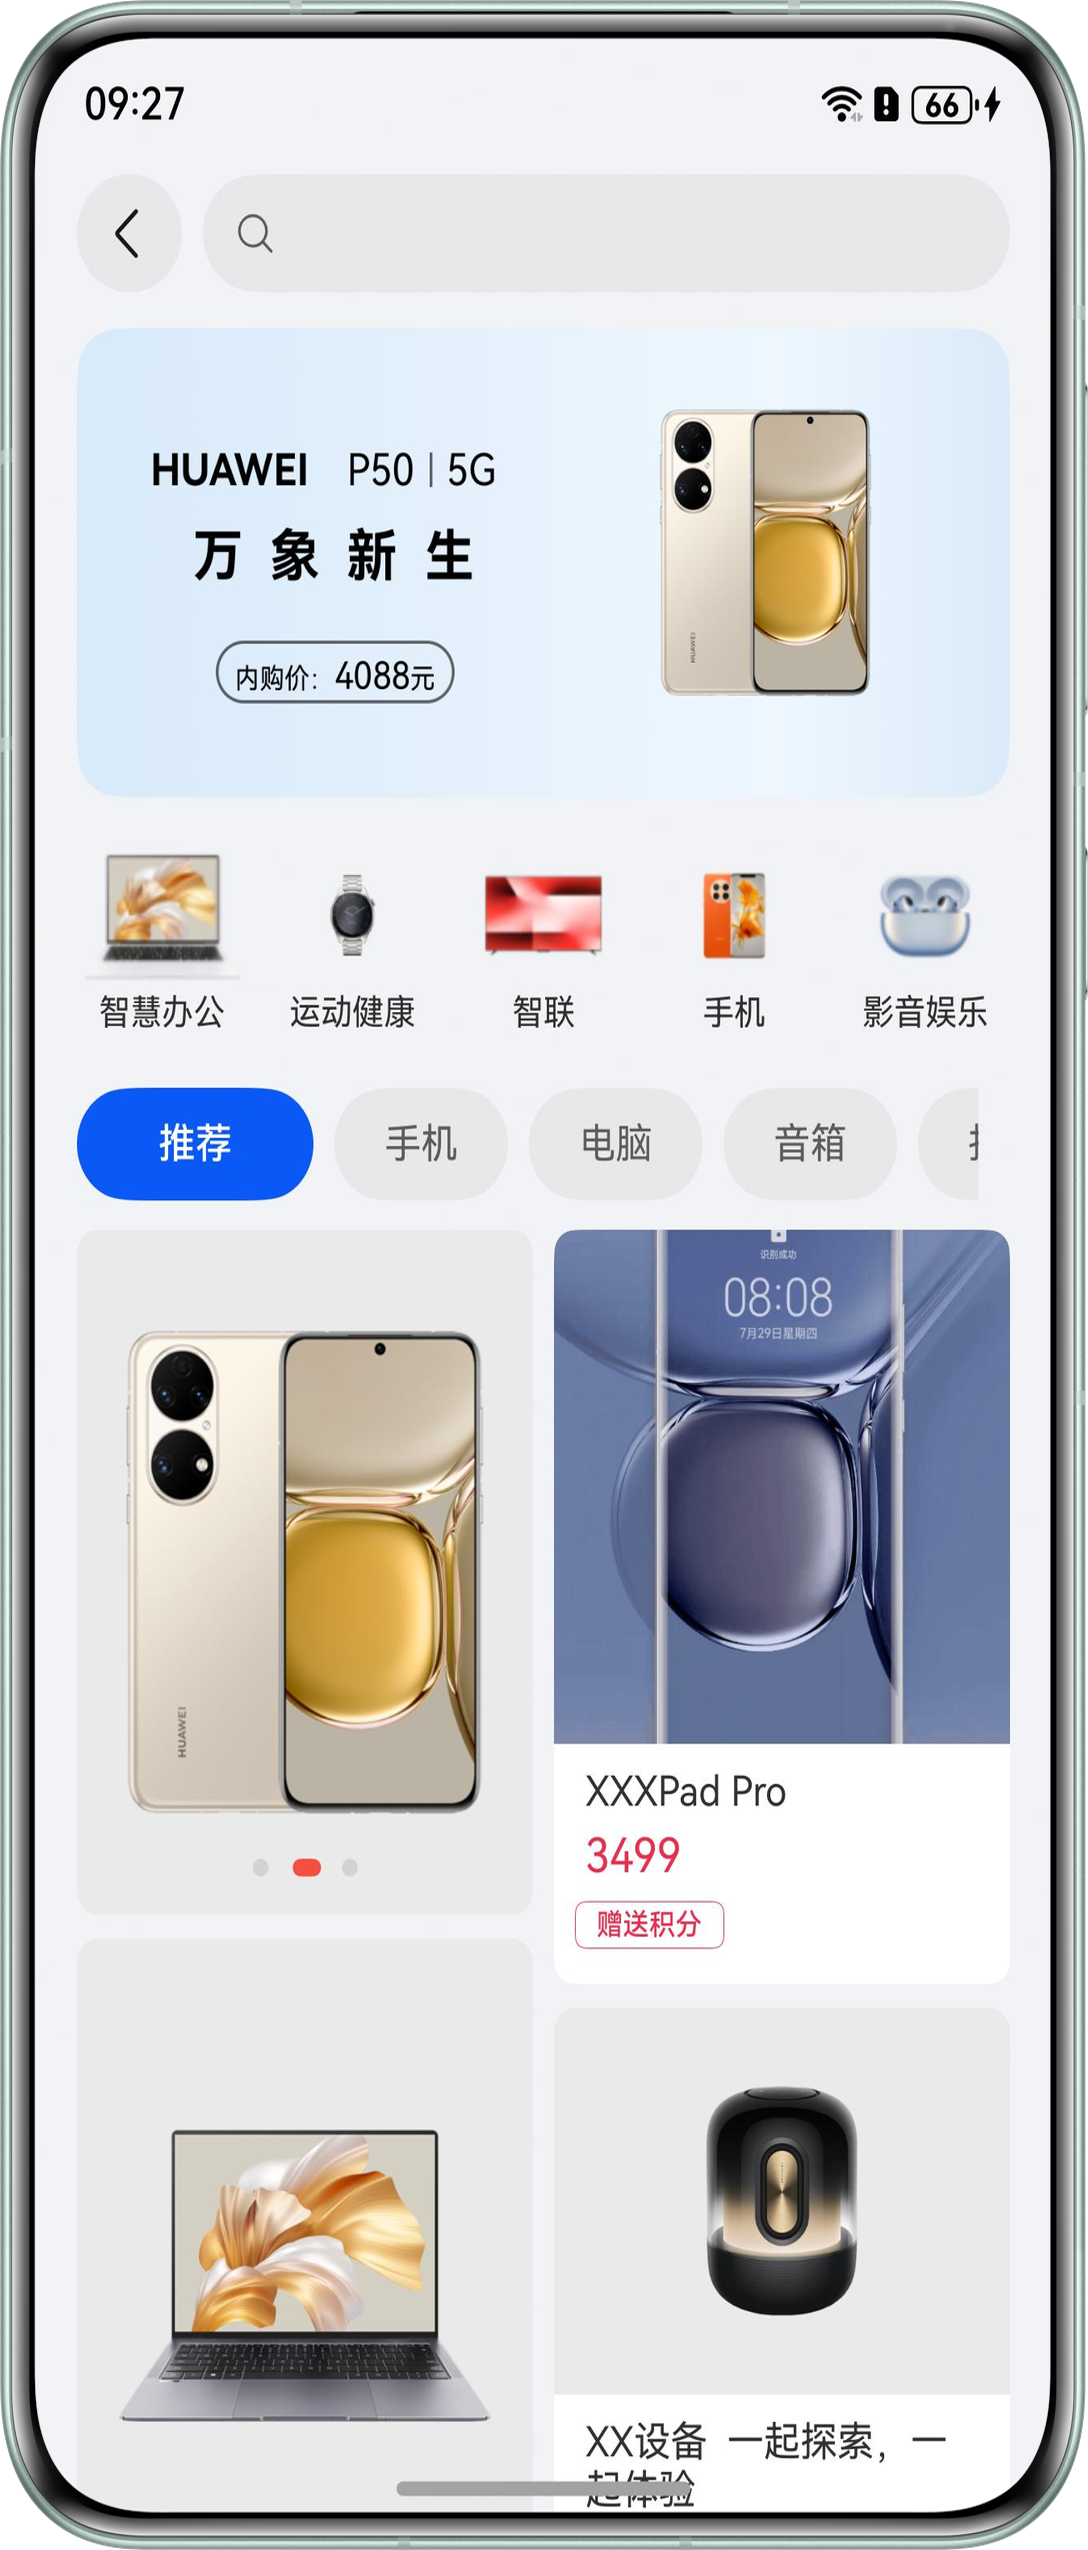 09:27
66
HUAWEI P50 | 5G
万象新生
内购价：4088元
HUAWEI
智慧办公 运动健康 智联 手机 影音娱乐
推荐 手机 电脑 音箱
识别成功
08:08
7月29日星期四
HUAWEI
XXXPad Pro
3499
赠送积分
XX设备 一起探索，一
起体验